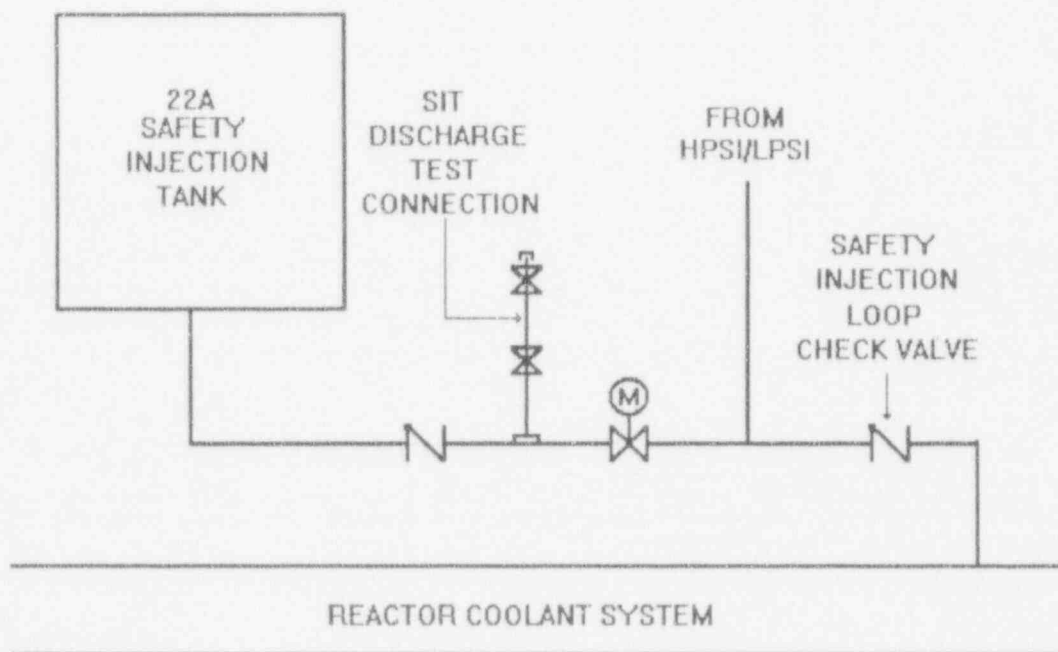 22A
SAFETY
INJECTION
TANK
SIT
DISCHARGE
TEST
CONNECTION
FROM
HPSI/LPSI
SAFETY
INJECTION
LOOP
CHECK VALVE
M
REACTOR COOLANT SYSTEM